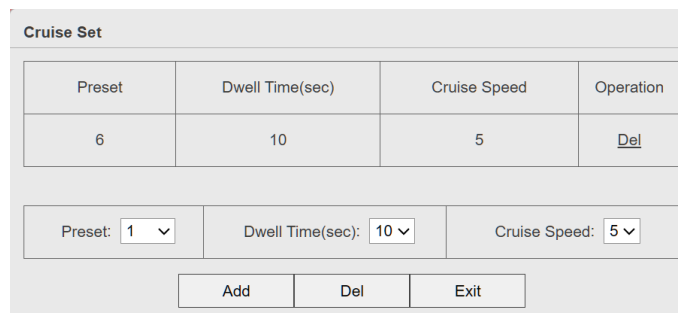 Cruise Set
Preset Dwell Time(sec) Cruise Speed Operation
6 10 5 Del
Preset: 1 Dwell Time(sec): 10 Cruise Speed: 5
Add Del Exit